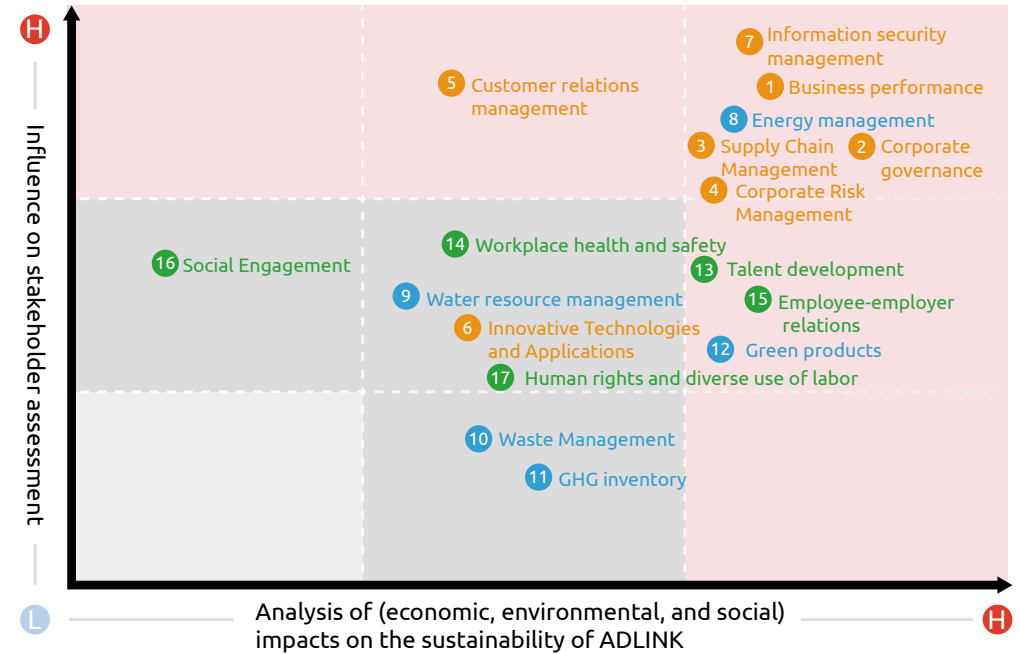 H
7 Information security
management
5 Customer relations
management
1 Business performance
8 Energy management
3 Supply Chain
Management
2 Corporate
governance
4 Corporate Risk
Management
Influence on stakeholder assessment
16 Social Engagement
14 Workplace health and safety
13 Talent development
9 Water resource management
15 Employee-employer
relations
6 Innovative Technologies
and Applications
12 Green products
17 Human rights and diverse use of labor
10 Waste Management
11 GHG inventory
L
Analysis of (economic, environmental, and social)
impacts on the sustainability of ADLINK
H